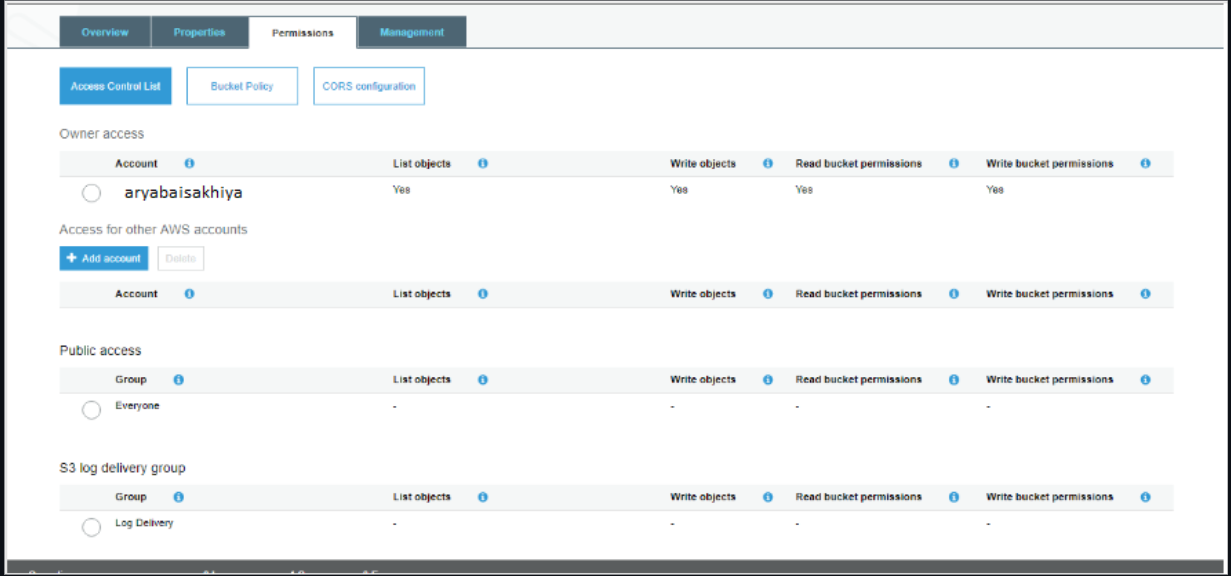 Overview Properties Permissions Management
Access Control List Bucket Policy CORS configuration
Owner access
Account List objects Write objects Read bucket permissions Write bucket permissions
aryabaisakhiya Yes Yes Yes Yes
Access for other AWS accounts
+ Add account Delete
Account List objects Write objects Read bucket permissions Write bucket permissions
Public access
Group List objects Write objects Read bucket permissions Write bucket permissions
Everyone - - - -
S3 log delivery group
Group List objects Write objects Read bucket permissions Write bucket permissions
Log Delivery - - - -